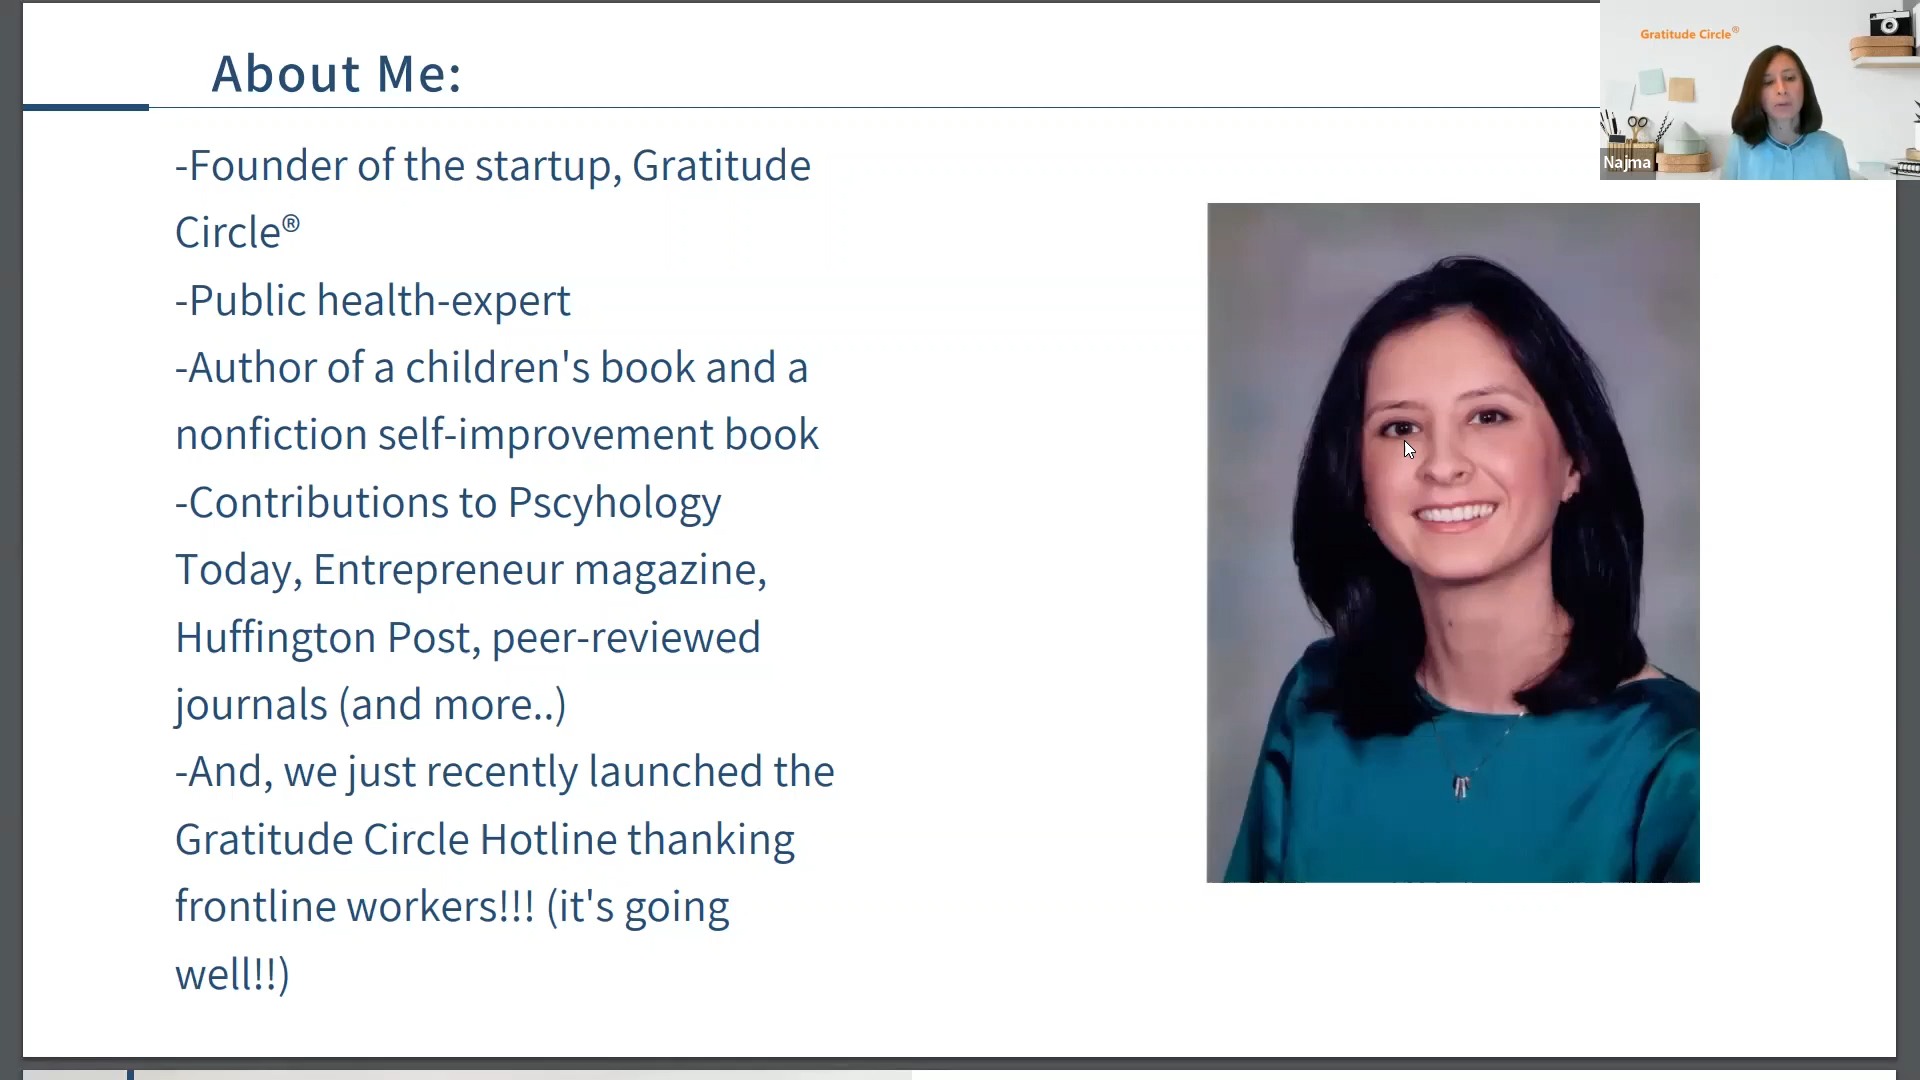 About Me:
Gratitude Circle®
Najma
-Founder of the startup, Gratitude
Circle®
-Public health-expert
-Author of a children's book and a
nonfiction self-improvement book
-Contributions to Pscyhology
Today, Entrepreneur magazine,
Huffington Post, peer-reviewed
journals (and more..)
-And, we just recently launched the
Gratitude Circle Hotline thanking
frontline workers!!! (it's going
well!!)